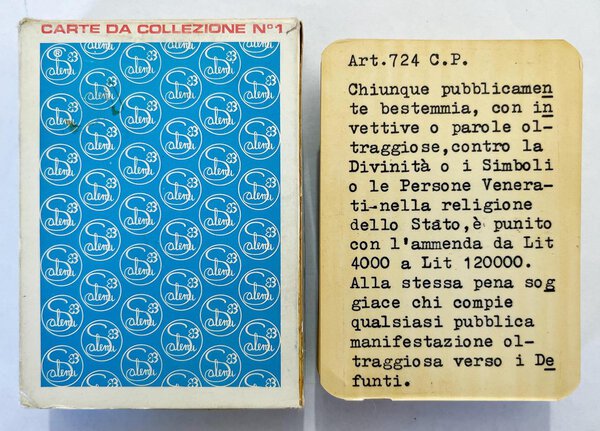 CARTE DA COLLEZIONE N°1
®
Art.724 C.P.
Chiunque pubblicamen
te bestemmia, con in
vettive o parole ol-
traggiose,contro la
Divinità o i Simboli
o le Persone Venera-
ti-nella religione
dello Stato,è punito
con l'ammenda da Lit
4000 a Lit 120000.
Alla stessa pena sog
giace chi compie
qualsiasi pubblica
manifestazione ol-
traggiosa verso i De
funti.